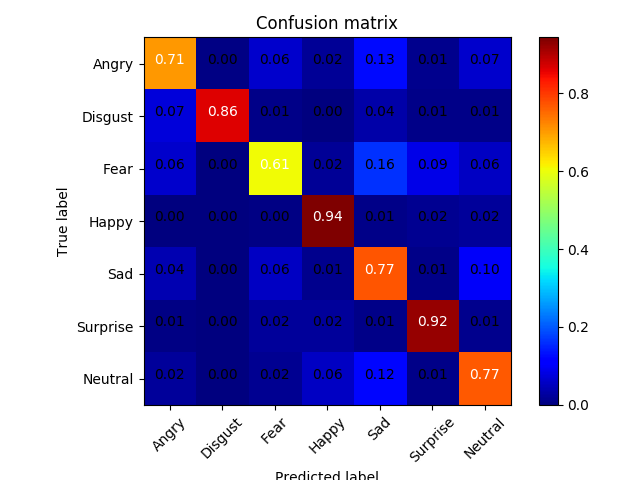 Confusion matrix
Angry 0.71 0.00 0.06 0.02 0.13 0.01 0.07
Disgust 0.07 0.86 0.01 0.00 0.04 0.01 0.01
Fear 0.06 0.00 0.61 0.02 0.16 0.09 0.06
Happy 0.00 0.00 0.00 0.94 0.01 0.02 0.02
Sad 0.04 0.00 0.06 0.01 0.77 0.01 0.10
Surprise 0.01 0.00 0.02 0.02 0.01 0.92 0.01
Neutral 0.02 0.00 0.02 0.06 0.12 0.01 0.77
True label
Angry Disgust Fear Happy Sad Surprise Neutral
Predicted label
0.8
0.6
0.4
0.2
0.0